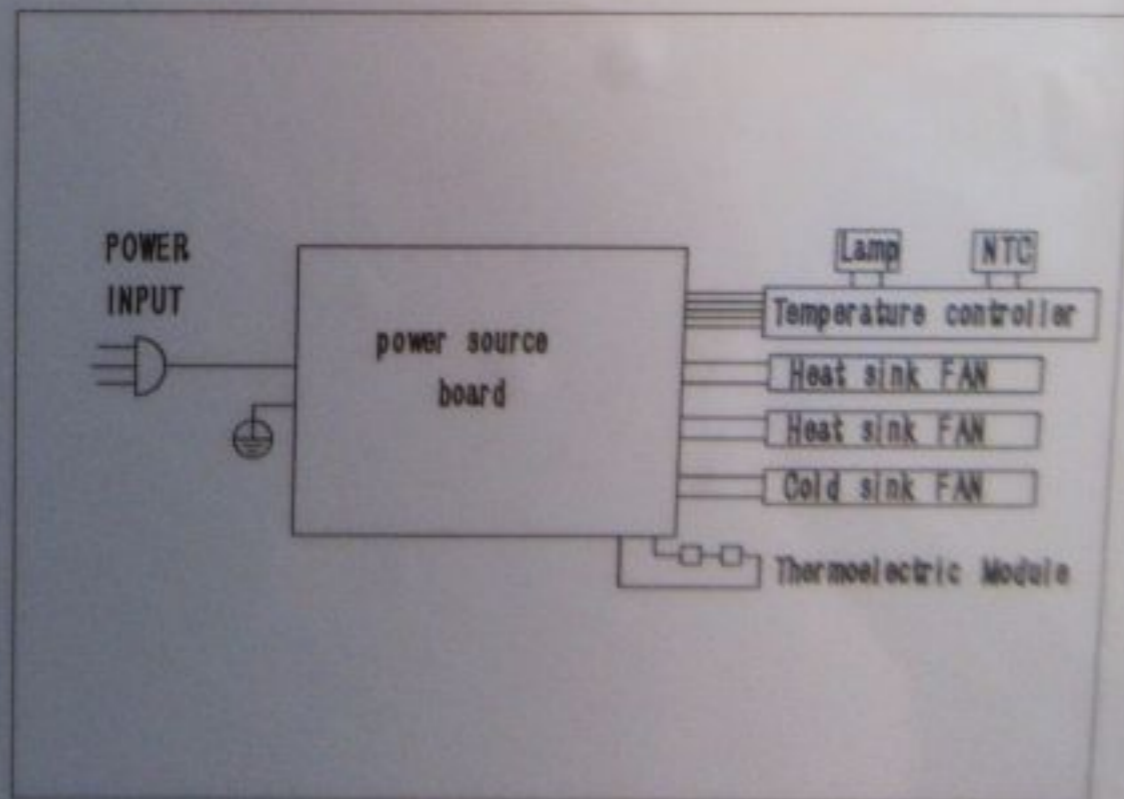 POWER
INPUT
power source
board
Lamp
NTC
Temperature controller
Heat sink FAN
Heat sink FAN
Cold sink FAN
Thermoelectric Module